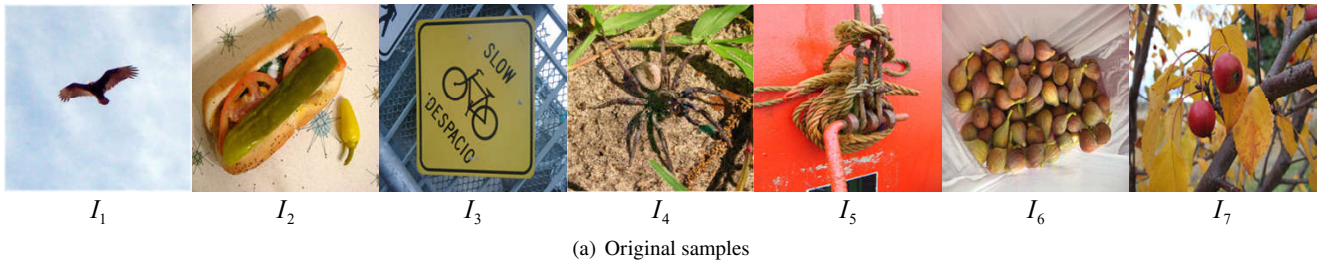 SLOW
DESPACIO
I₁ I₂ I₃ I₄ I₅ I₆ I₇
(a) Original samples